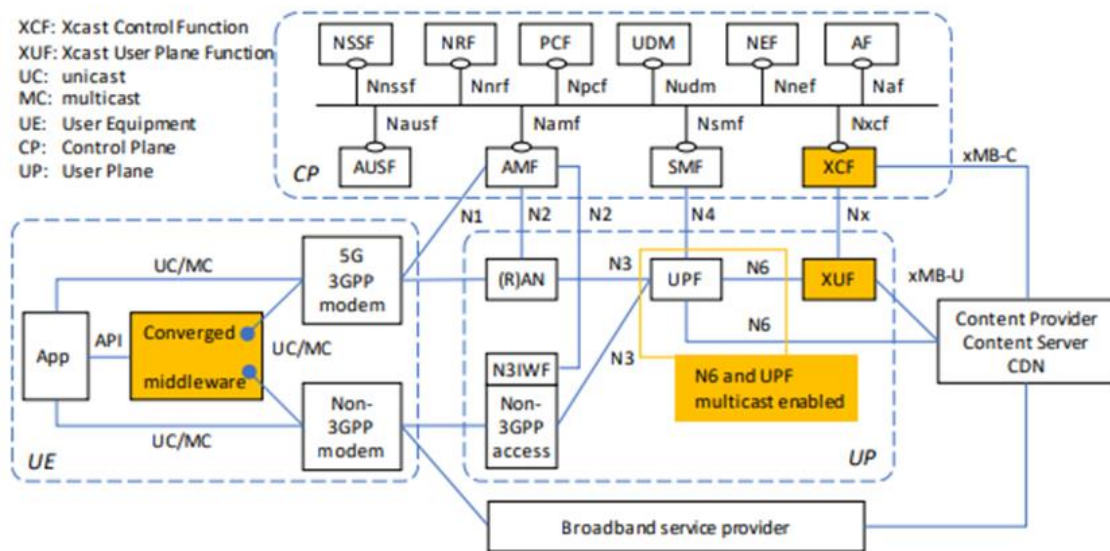 XCF: Xcast Control Function
XUF: Xcast User Plane Function
UC: unicast
MC: multicast
UE: User Equipment
CP: Control Plane
UP: User Plane
NSSF
NRF
PCF
UDM
NEF
AF
Nnssf
Nnrf
Npcf
Nudm
Nnef
Naf
Nausf
Namf
Nsmf
Nxcf
CP
AUSF
AMF
SMF
XCF
xMB-C
N1
N2
N2
N4
Nx
UC/MC
5G
3GPP
modem
(R)AN
N3
UPF
N6
XUF
xMB-U
App
API
Converged
middleware
UC/MC
N6
N3
Content Provider
Content Server
CDN
N3IWF
Non-
3GPP
access
N6 and UPF
multicast enabled
Non-
3GPP
modem
UC/MC
UE
UP
Broadband service provider